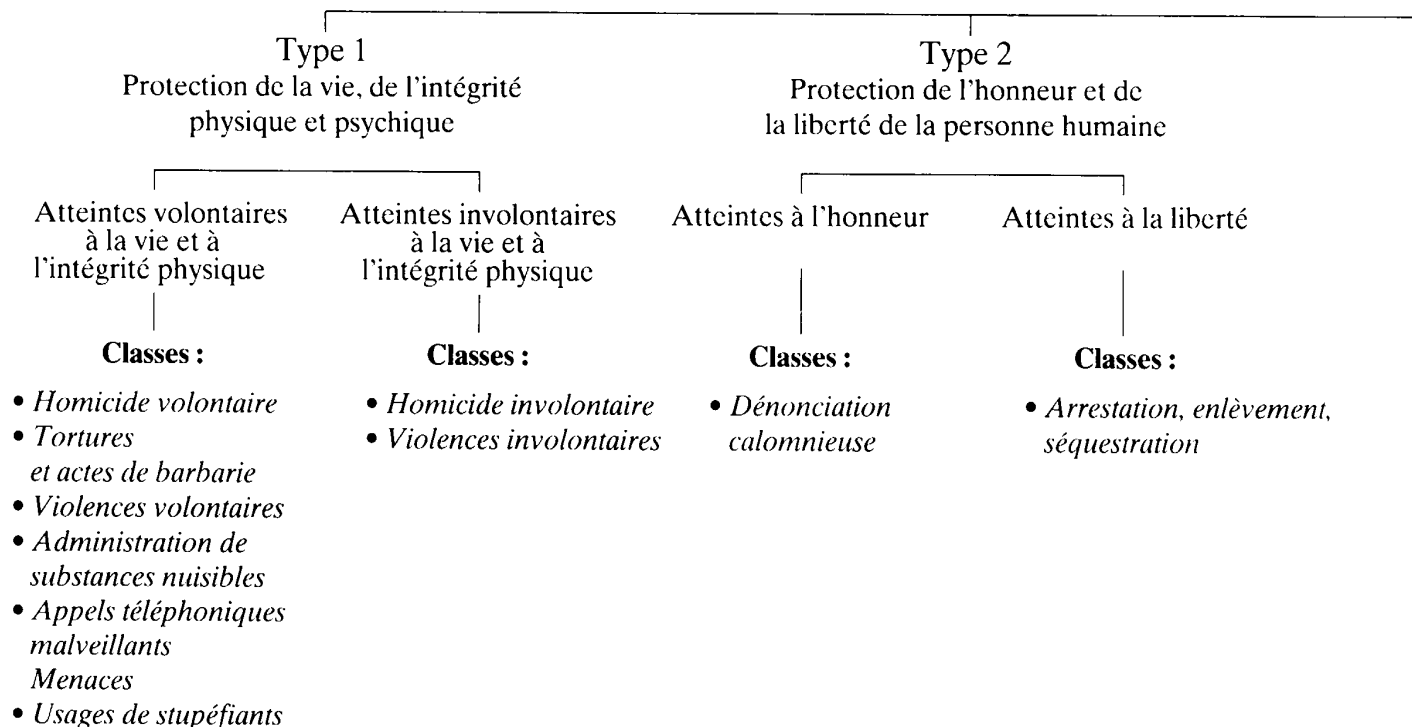 Type 1
Protection de la vie, de l'intégrité
physique et psychique
Type 2
Protection de l'honneur et de
la liberté de la personne humaine
Atteintes volontaires
à la vie et à
l'intégrité physique
Atteintes involontaires
à la vie et à
l'intégrité physique
Atteintes à l'honneur
Atteintes à la liberté
Classes :
• Homicide volontaire
• Tortures
et actes de barbarie
• Violences volontaires
• Administration de
substances nuisibles
• Appels téléphoniques
malveillants
Menaces
• Usages de stupéfiants
Classes :
• Homicide involontaire
• Violences involontaires
Classes :
• Dénonciation
calomnieuse
Classes :
• Arrestation, enlèvement,
séquestration